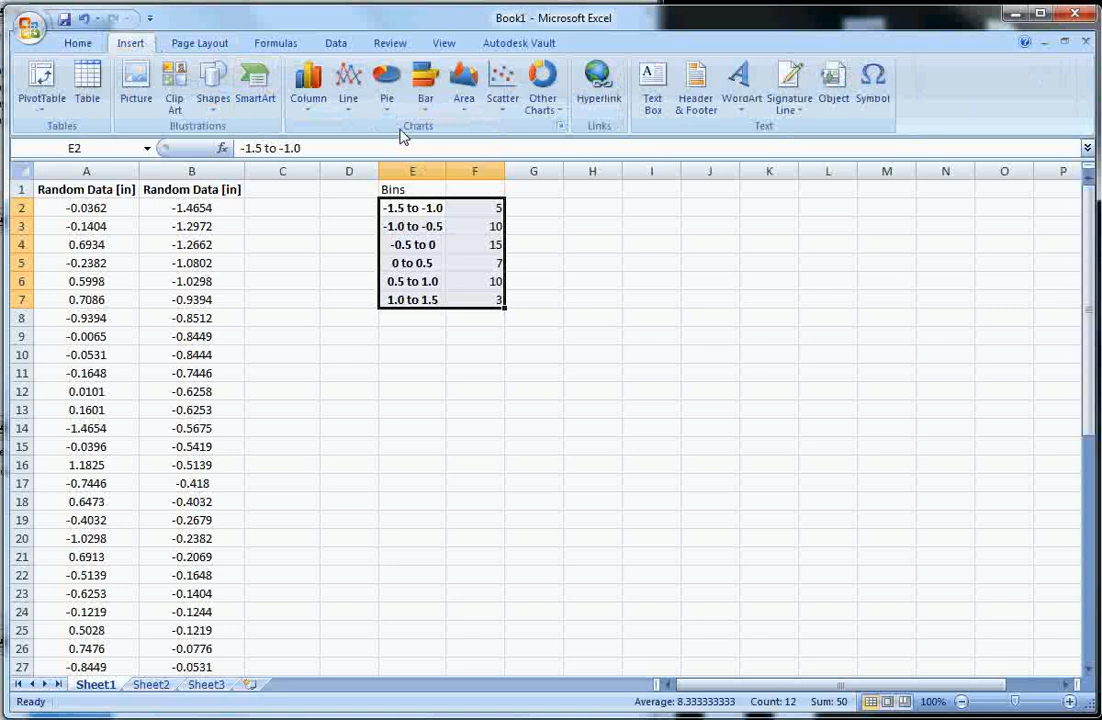 Book1 - Microsoft Excel
Home Insert Page Layout Formulas Data Review View Autodesk Vault
PivotTable Table Picture Clip Art Shapes SmartArt Column Line Pie Bar Area Scatter Other Charts Hyperlink Text Box Header & Footer WordArt Signature Line Object Symbol
Tables Illustrations Charts Links Text
E2 fx -1.5 to -1.0
A B C D E F G H I J K L M N O P
1 Random Data [in] Random Data [in] Bins
2 -0.0362 -1.4654 -1.5 to -1.0 5
3 -0.1404 -1.2972 -1.0 to -0.5 10
4 0.6934 -1.2662 -0.5 to 0 15
5 -0.2382 -1.0802 0 to 0.5 7
6 0.5998 -1.0298 0.5 to 1.0 10
7 0.7086 -0.9394 1.0 to 1.5 3
8 -0.9394 -0.8512
9 -0.0065 -0.8449
10 -0.0531 -0.8444
11 -0.1648 -0.7446
12 0.0101 -0.6258
13 0.1601 -0.6253
14 -1.4654 -0.5675
15 -0.0396 -0.5419
16 1.1825 -0.5139
17 -0.7446 -0.418
18 0.6473 -0.4032
19 -0.4032 -0.2679
20 -1.0298 -0.2382
21 0.6913 -0.2069
22 -0.5139 -0.1648
23 -0.6253 -0.1404
24 -0.1219 -0.1244
25 0.5028 -0.1219
26 0.7476 -0.0776
27 -0.8449 -0.0531
Sheet1 Sheet2 Sheet3
Ready Average: 8.333333333 Count: 12 Sum: 50 100%